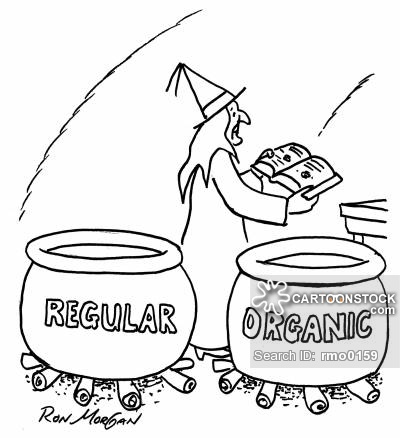 REGULAR
ORGANIC
CARTOONSTOCK
.com
Search ID: rmo0159
RON MORGAN